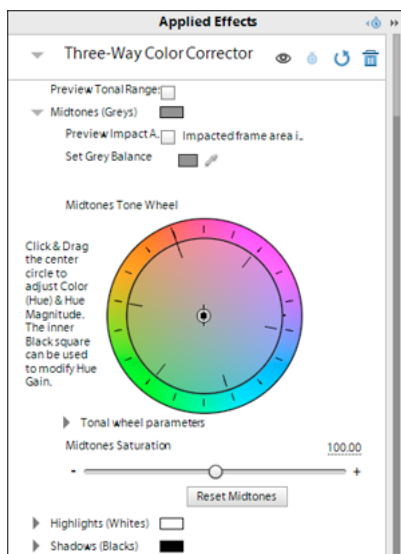 Applied Effects
Three-Way Color Corrector
Preview Tonal Range:
Midtones (Greys)
Preview Impact A. Impacted frame area i..
Set Grey Balance
Midtones Tone Wheel
Click & Drag
the center
circle to
adjust Color
(Hue) & Hue
Magnitude.
The inner
Black square
can be used
to modify Hue
Gain.
Tonal wheel parameters
Midtones Saturation 100.00
- +
Reset Midtones
Highlights (Whites)
Shadows (Blacks)